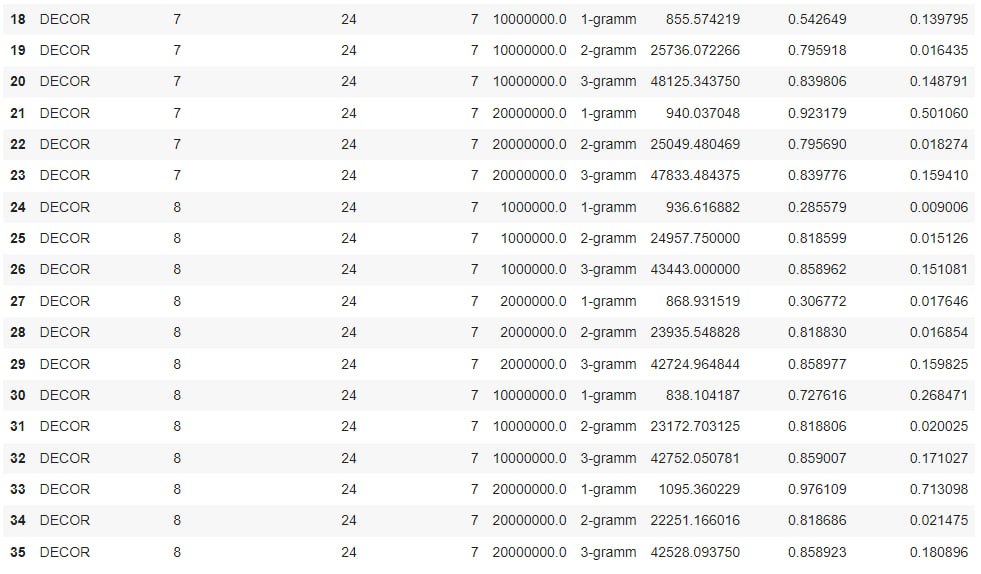 18 DECOR 7 24 7 10000000.0 1-gramm 855.574219 0.542649 0.139795
19 DECOR 7 24 7 10000000.0 2-gramm 25736.072266 0.795918 0.016435
20 DECOR 7 24 7 10000000.0 3-gramm 48125.343750 0.839806 0.148791
21 DECOR 7 24 7 20000000.0 1-gramm 940.037048 0.923179 0.501060
22 DECOR 7 24 7 20000000.0 2-gramm 25049.480469 0.795690 0.018274
23 DECOR 7 24 7 20000000.0 3-gramm 47833.484375 0.839776 0.159410
24 DECOR 8 24 7 1000000.0 1-gramm 936.616882 0.285579 0.009006
25 DECOR 8 24 7 1000000.0 2-gramm 24957.750000 0.818599 0.015126
26 DECOR 8 24 7 1000000.0 3-gramm 43443.000000 0.858962 0.151081
27 DECOR 8 24 7 2000000.0 1-gramm 868.931519 0.306772 0.017646
28 DECOR 8 24 7 2000000.0 2-gramm 23935.548828 0.818830 0.016854
29 DECOR 8 24 7 2000000.0 3-gramm 42724.964844 0.858977 0.159825
30 DECOR 8 24 7 10000000.0 1-gramm 838.104187 0.727616 0.268471
31 DECOR 8 24 7 10000000.0 2-gramm 23172.703125 0.818806 0.020025
32 DECOR 8 24 7 10000000.0 3-gramm 42752.050781 0.859007 0.171027
33 DECOR 8 24 7 20000000.0 1-gramm 1095.360229 0.976109 0.713098
34 DECOR 8 24 7 20000000.0 2-gramm 22251.166016 0.818686 0.021475
35 DECOR 8 24 7 20000000.0 3-gramm 42528.093750 0.858923 0.180896